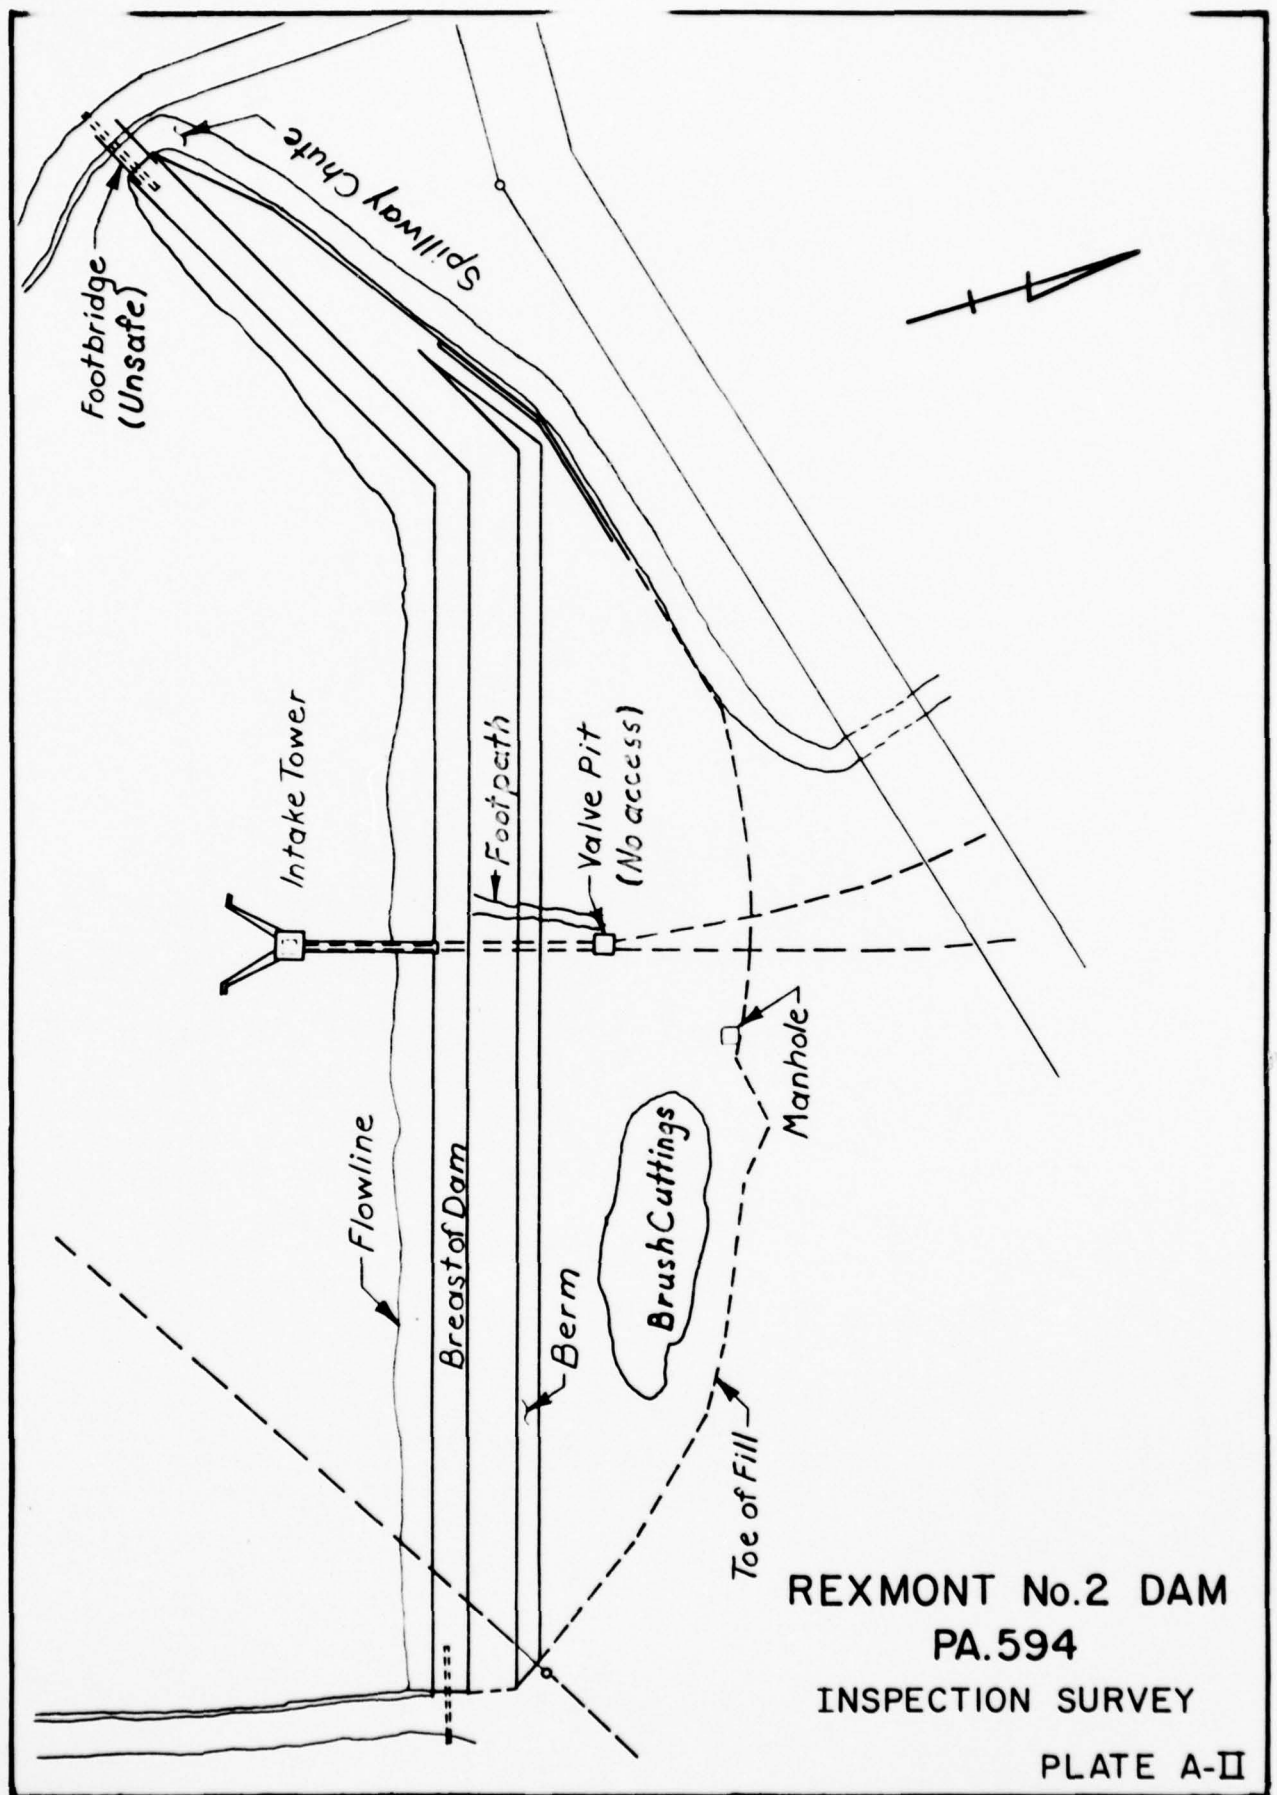 Spillway Chute
Footbridge
(Unsafe)
Intake Tower
Footpath
Valve Pit
(No access)
Manhole
Flowline
Breast of Dam
Brush Cuttings
Berm
Toe of Fill
REXMONT No.2 DAM
PA.594
INSPECTION SURVEY
PLATE A-II